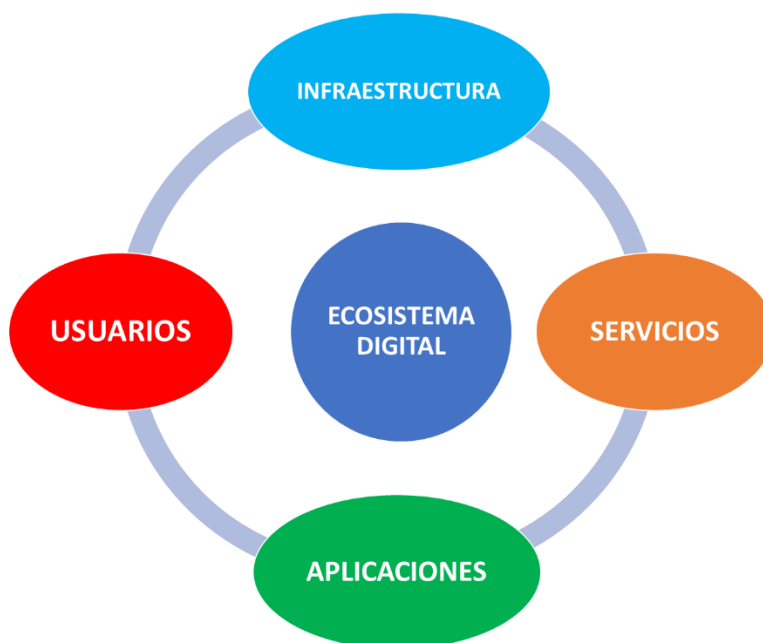 INFRAESTRUCTURA
USUARIOS
ECOSISTEMA
DIGITAL
SERVICIOS
APLICACIONES